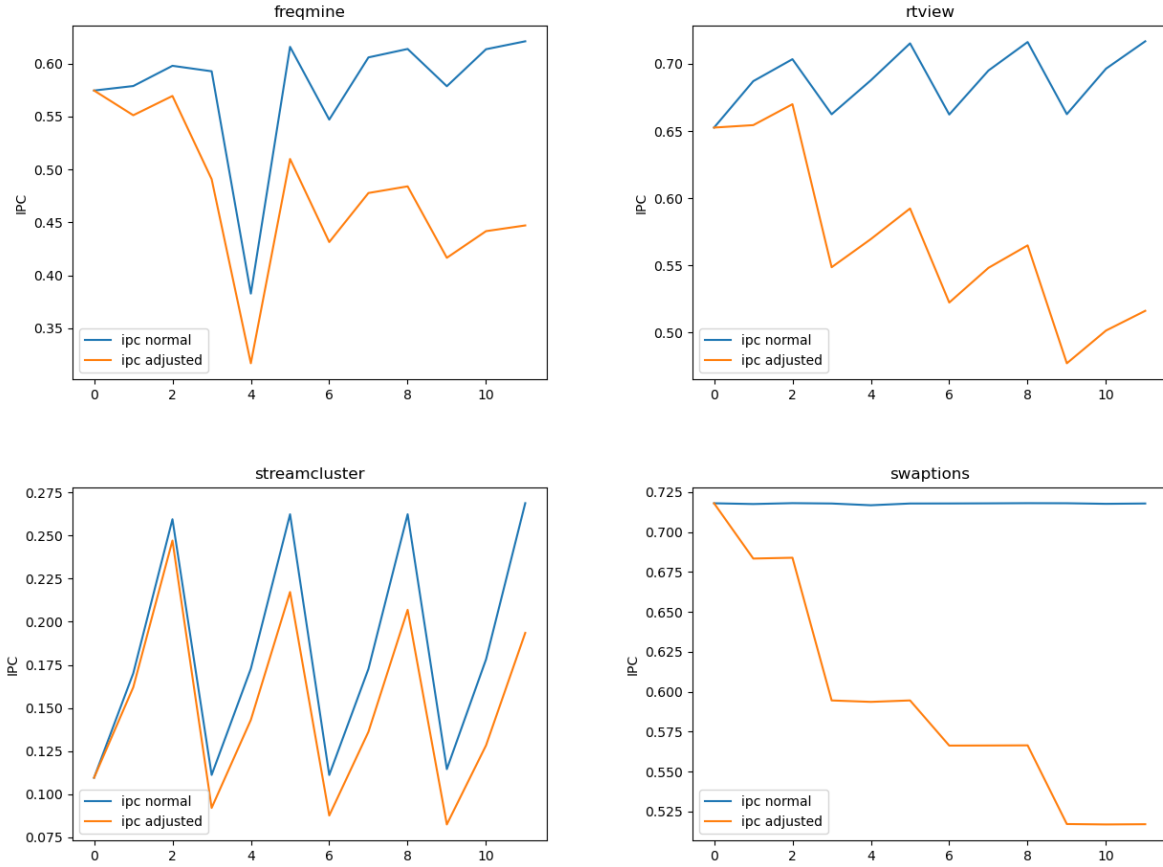 freqmine
IPC
0.60
0.55
0.50
0.45
0.40
0.35
ipc normal
ipc adjusted
0 2 4 6 8 10
rtview
IPC
0.70
0.65
0.60
0.55
0.50
ipc normal
ipc adjusted
0 2 4 6 8 10
streamcluster
IPC
0.275
0.250
0.225
0.200
0.175
0.150
0.125
0.100
0.075
ipc normal
ipc adjusted
0 2 4 6 8 10
swaptions
IPC
0.725
0.700
0.675
0.650
0.625
0.600
0.575
0.550
0.525
ipc normal
ipc adjusted
0 2 4 6 8 10